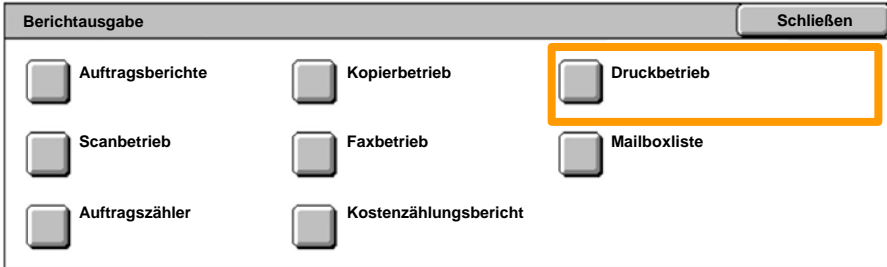 Berichtausgabe Schließen
Auftragsberichte Kopierbetrieb Druckbetrieb
Scanbetrieb Faxbetrieb Mailboxliste
Auftragszähler Kostenzählungsbericht